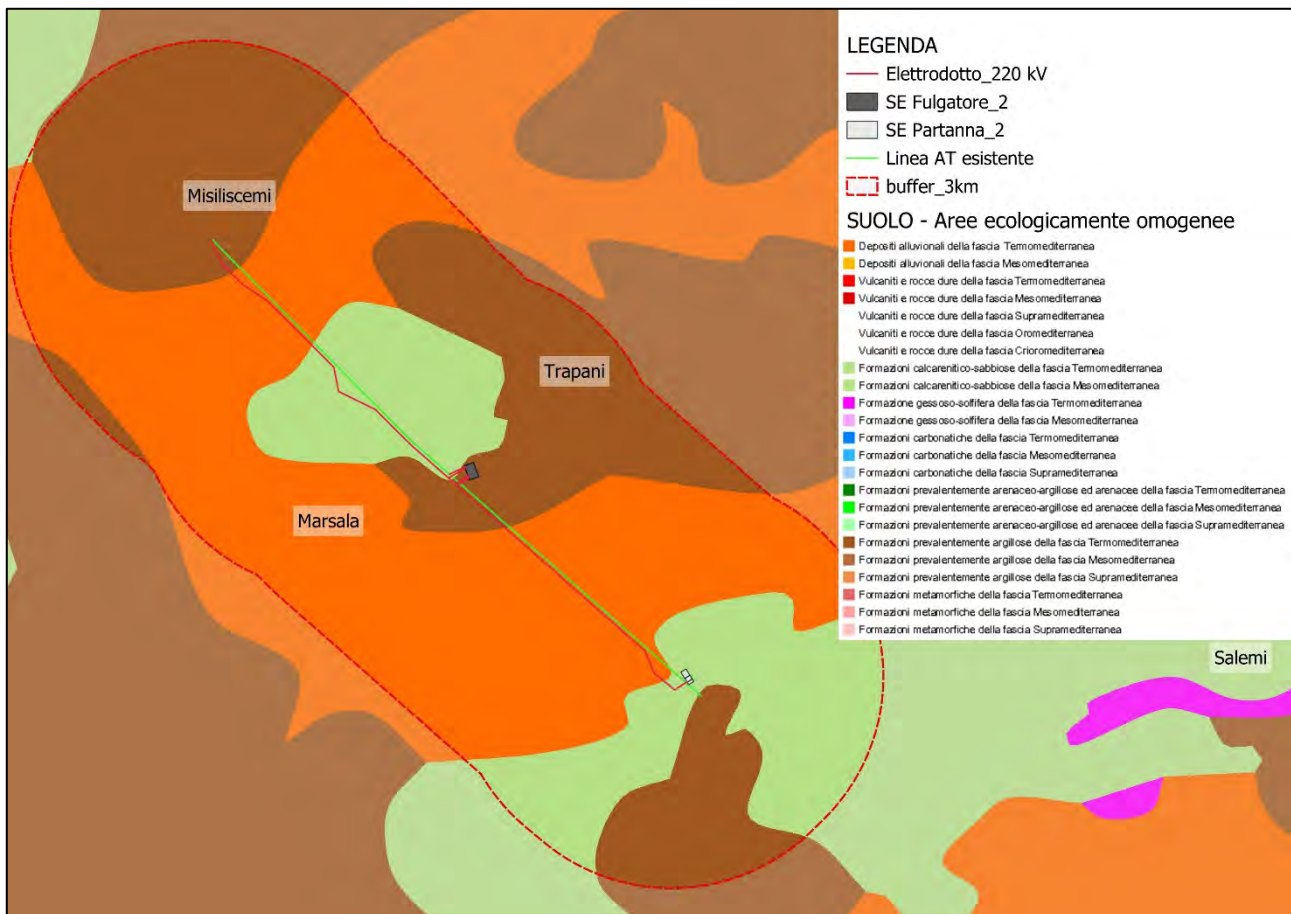 LEGENDA
Elettrodotto_220 kV
SE Fulgatore_2
SE Partanna_2
Linea AT esistente
buffer_3km
SUOLO - Aree ecologicamente omogenee
Depositi alluvionali della fascia Termomediterranea
Depositi alluvionali della fascia Mesomediterranea
Vulcaniti e rocce dure della fascia Termomediterranea
Vulcaniti e rocce dure della fascia Mesomediterranea
Vulcaniti e rocce dure della fascia Supramediterranea
Vulcaniti e rocce dure della fascia Oromediterranea
Vulcaniti e rocce dure della fascia Crioromediterranea
Formazioni calcarenitico-sabbiose della fascia Termomediterranea
Formazioni calcarenitico-sabbiose della fascia Mesomediterranea
Formazione gessoso-solfifera della fascia Termomediterranea
Formazione gessoso-solfifera della fascia Mesomediterranea
Formazioni carbonatiche della fascia Termomediterranea
Formazioni carbonatiche della fascia Mesomediterranea
Formazioni carbonatiche della fascia Supramediterranea
Formazioni prevalentemente arenaceo-argillose ed arenacee della fascia Termomediterranea
Formazioni prevalentemente arenaceo-argillose ed arenacee della fascia Mesomediterranea
Formazioni prevalentemente arenaceo-argillose ed arenacee della fascia Supramediterranea
Formazioni prevalentemente argillose della fascia Termomediterranea
Formazioni prevalentemente argillose della fascia Mesomediterranea
Formazioni prevalentemente argillose della fascia Supramediterranea
Formazioni metamorfiche della fascia Termomediterranea
Formazioni metamorfiche della fascia Mesomediterranea
Formazioni metamorfiche della fascia Supramediterranea
Misiliscemi
Trapani
Marsala
Salemi